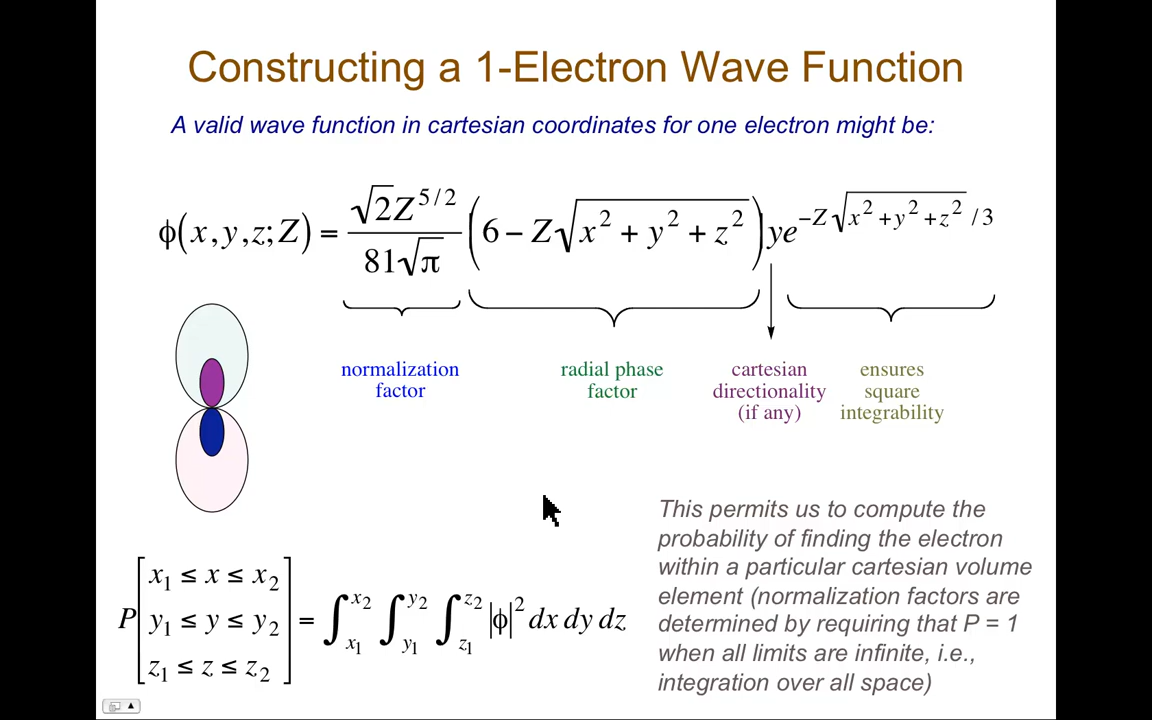 Constructing a 1-Electron Wave Function
A valid wave function in cartesian coordinates for one electron might be:
ϕ(x,y,z;Z) = √2Z^5/2 / 81√π (6 − Z√x² + y² + z²) ye^−Z√x²+y²+z² /3
normalization
factor
radial phase
factor
cartesian
directionality
(if any)
ensures
square
integrability
This permits us to compute the
probability of finding the electron
within a particular cartesian volume
element (normalization factors are
determined by requiring that P = 1
when all limits are infinite, i.e.,
integration over all space)
P[x₁ ≤ x ≤ x₂
y₁ ≤ y ≤ y₂
z₁ ≤ z ≤ z₂] = ∫x₁^x₂ ∫y₁^y₂ ∫z₁^z₂ |ϕ|² dx dy dz